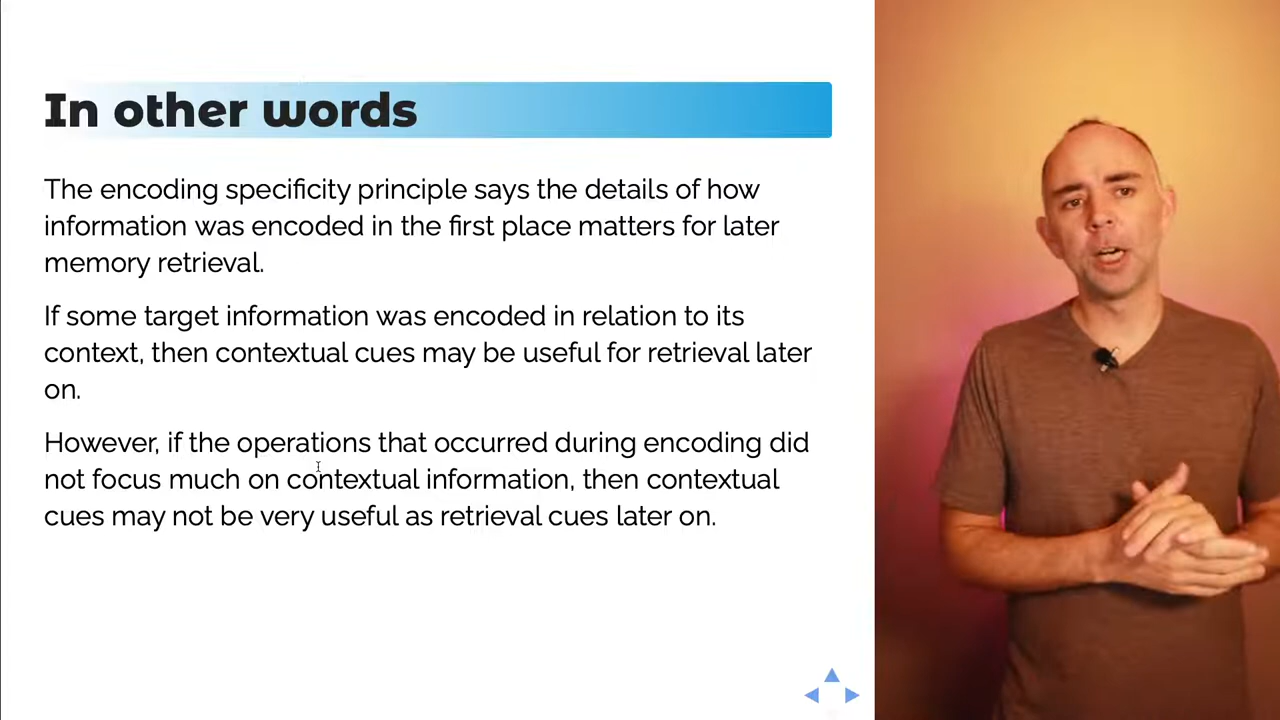 In other words
The encoding specificity principle says the details of how
information was encoded in the first place matters for later
memory retrieval.
If some target information was encoded in relation to its
context, then contextual cues may be useful for retrieval later
on.
However, if the operations that occurred during encoding did
not focus much on contextual information, then contextual
cues may not be very useful as retrieval cues later on.